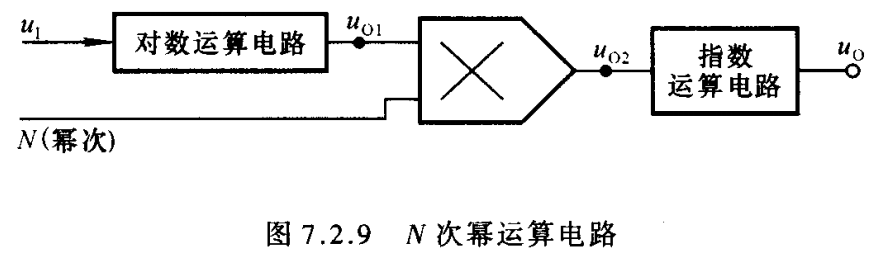 u_I
对数运算电路
u_O1
u_O2
指数
运算电路
u_O
N(幂次)
图 7.2.9 N 次幂运算电路